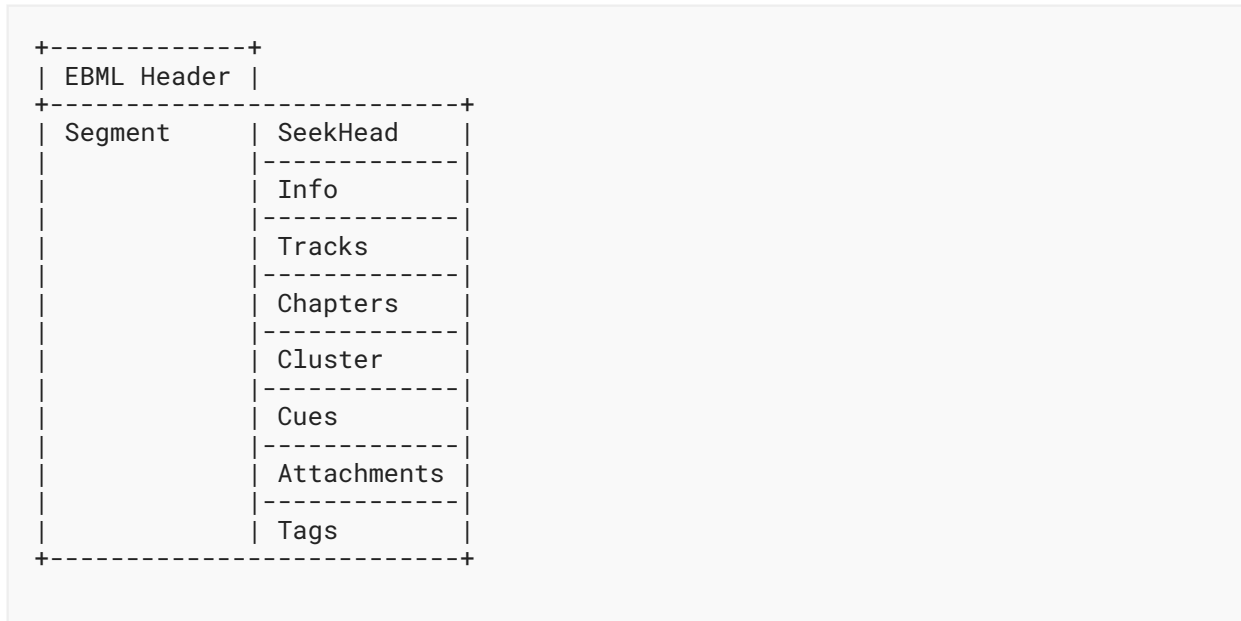 +-------------+
| EBML Header |
+---------------------------+
| Segment     | SeekHead    |
|             |-------------|
|             | Info        |
|             |-------------|
|             | Tracks      |
|             |-------------|
|             | Chapters    |
|             |-------------|
|             | Cluster     |
|             |-------------|
|             | Cues        |
|             |-------------|
|             | Attachments |
|             |-------------|
|             | Tags        |
+---------------------------+